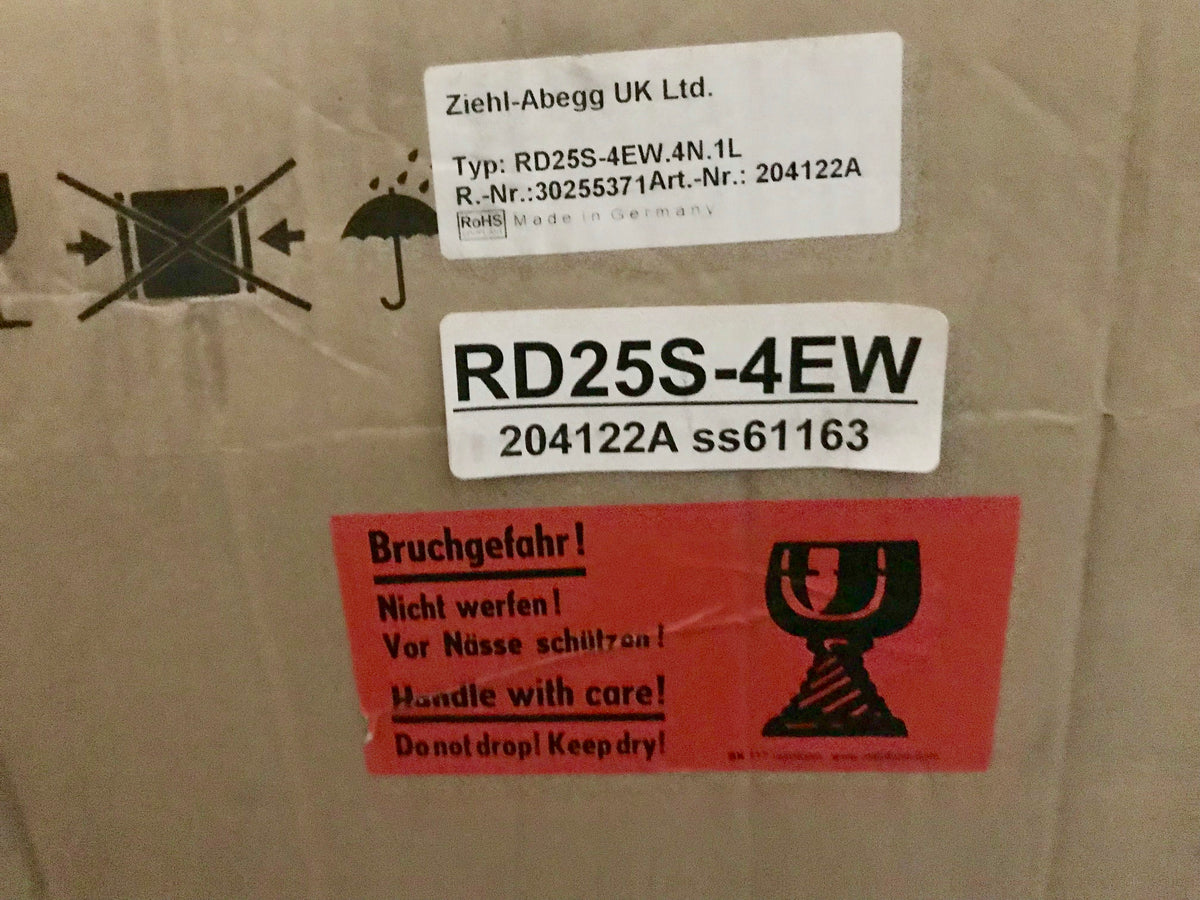 Ziehl-Abegg UK Ltd.
Typ: RD25S-4EW.4N.1L
R.-Nr.:30255371Art.-Nr.: 204122A
RoHS Made in Germany
RD25S-4EW
204122A ss61163
Bruchgefahr!
Nicht werfen!
Vor Nässe schützen!
Handle with care!
Do not drop! Keep dry!